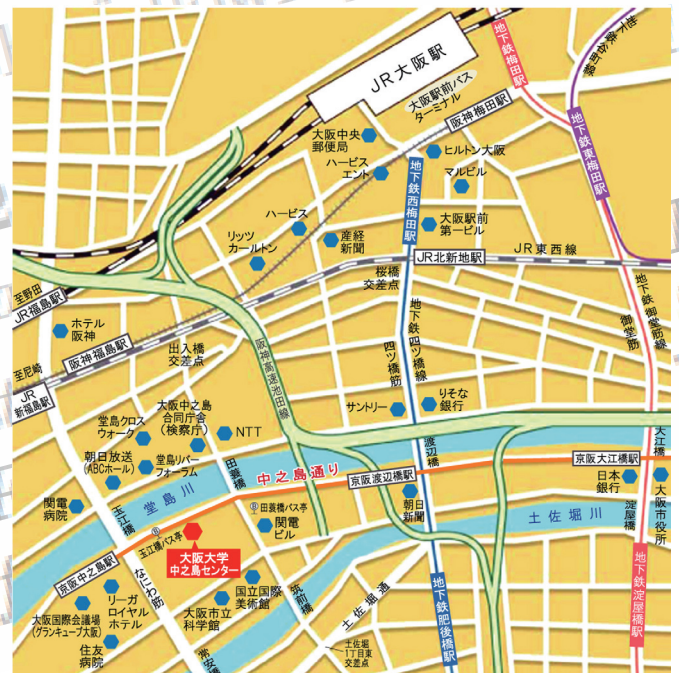 JR大阪駅
大阪駅前バス
ターミナル
地下鉄梅田駅
地下鉄谷町線
阪神梅田駅
地下鉄東梅田駅
大阪中央
郵便局
ハービス
エント
ヒルトン大阪
マルビル
地下鉄西梅田駅
ハービス
リッツ
カールトン
産経
新聞
大阪駅前
第一ビル
JR東西線
JR北新地駅
桜橋
交差点
至野田
JR福島駅
ホテル
阪神
阪神福島駅
至尼崎
JR
新福島駅
出入橋
交差点
阪神高速池田線
地下鉄四ツ橋線
四ツ橋筋
地下鉄御堂筋線
御堂筋
サントリー
りそな
銀行
大阪中之島
合同庁舎
(検察庁)
堂島クロス
ウォーク
NTT
朝日放送
(ABCホール)
堂島リバー
フォーラム
田蓑橋
中之島通り
渡辺橋
京阪渡辺橋駅
京阪大江橋駅
大江橋
関電
病院
玉江橋
堂島川
B
田蓑橋バス亭
関電
ビル
朝日
新聞
日本
銀行
淀屋橋
大阪市役所
土佐堀川
B
玉江橋バス亭
大阪大学
中之島センター
京阪中之島駅
なにわ筋
リーガ
ロイヤル
ホテル
大阪国際会議場
(グランキューブ大阪)
住友
病院
国立国際
美術館
大阪市立
科学館
筑前橋
常安橋
土佐堀通
土佐堀
1丁目東
交差点
地下鉄肥後橋駅
地下鉄淀屋橋駅